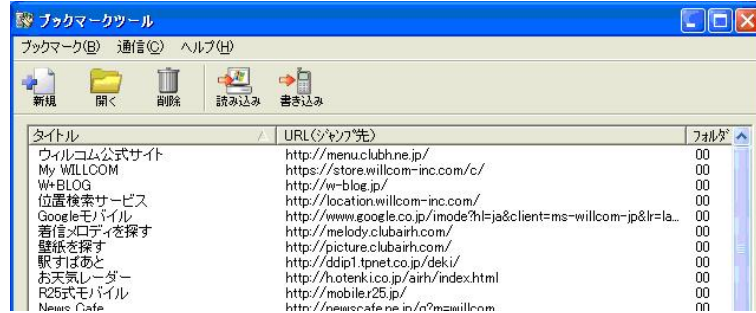 ブックマークツール
ブックマーク(B) 通信(C) ヘルプ(H)
新規 開く 削除 読み込み 書き込み
タイトル URL(ジャンプ先) フォルダ
ウィルコム公式サイト http://menu.clubh.ne.jp/ 00
My WILLCOM https://store.willcom-inc.com/c/ 00
W+BLOG http://w-blog.jp/ 00
位置検索サービス http://location.willcom-inc.com/ 00
Googleモバイル http://www.google.co.jp/imode?hl=ja&client=ms-willcom-jp&lr=la... 00
着信メロディを探す http://melody.clubairh.com/ 00
壁紙を探す http://picture.clubairh.com/ 00
駅すぱあと http://ddip1.tpnet.co.jp/deki/ 00
お天気レーダー http://h.otenki.co.jp/airh/index.html 00
R25式モバイル http://mobile.r25.jp/ 00
News Cafe http://newscafe.ne.jp/q?m=willcom 00